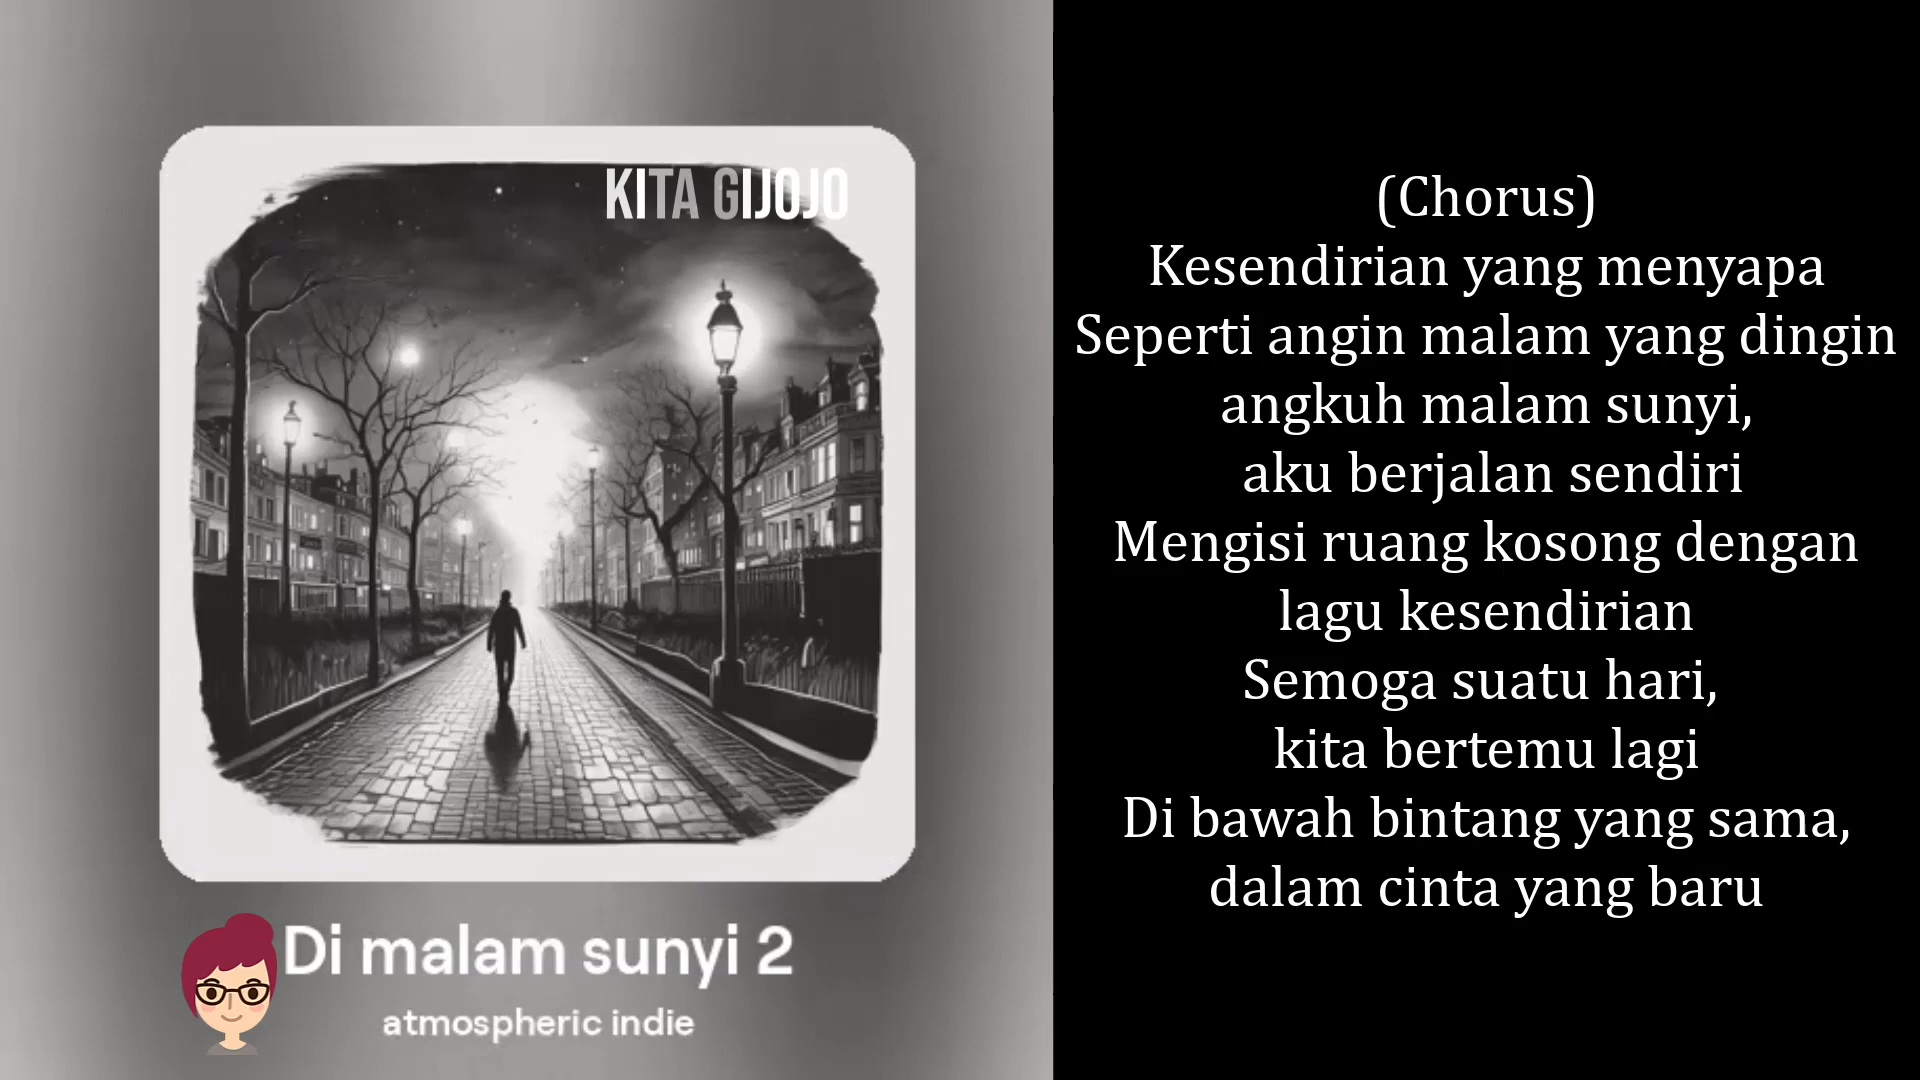 KITA GIJOJO
Di malam sunyi 2
atmospheric indie
(Chorus)
Kesendirian yang menyapa
Seperti angin malam yang dingin
angkuh malam sunyi,
aku berjalan sendiri
Mengisi ruang kosong dengan
lagu kesendirian
Semoga suatu hari,
kita bertemu lagi
Di bawah bintang yang sama,
dalam cinta yang baru